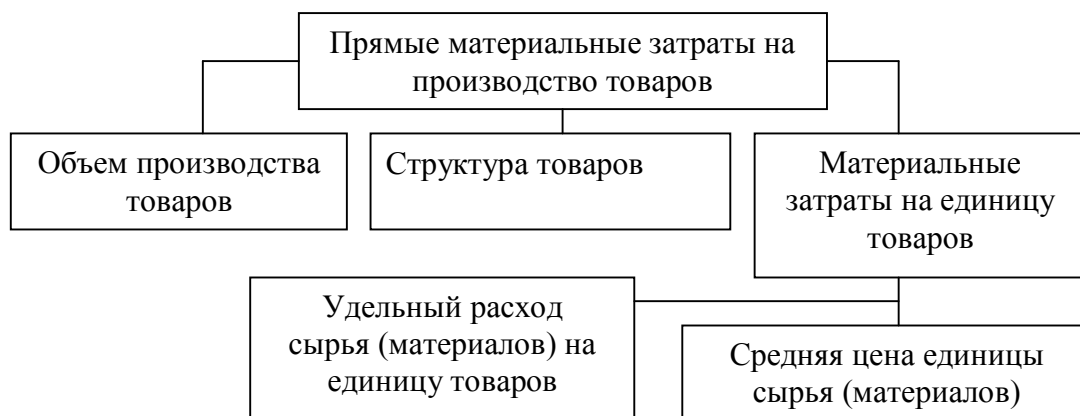 Прямые материальные затраты на
производство товаров
Объем производства
товаров
Структура товаров
Материальные
затраты на единицу
товаров
Удельный расход
сырья (материалов) на
единицу товаров
Средняя цена единицы
сырья (материалов)